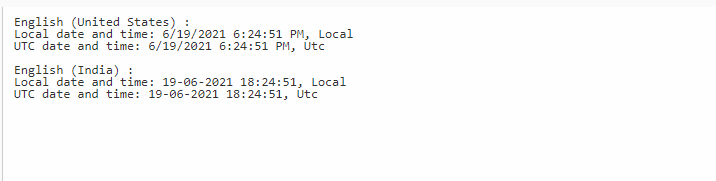 English (United States) :
Local date and time: 6/19/2021 6:24:51 PM, Local
UTC date and time: 6/19/2021 6:24:51 PM, Utc
English (India) :
Local date and time: 19-06-2021 18:24:51, Local
UTC date and time: 19-06-2021 18:24:51, Utc